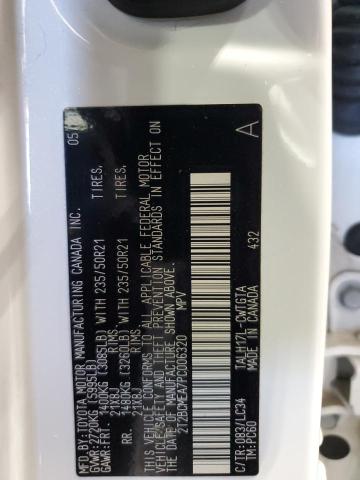 MFD.BY:TOYOTA MOTOR MANUFACTURING CANADA INC. 05/
GVWR:2720KG (5995LB)
GAWR:FRT. 1400KG (3085LB) WITH 235/50R21 TIRES,
21X8J RIMS,
RR. 1480KG (3260LB) WITH 235/50R21 TIRES,
21X8J RIMS.
THIS VEHICLE CONFORMS TO ALL APPLICABLE FEDERAL MOTOR
VEHICLE SAFETY AND THEFT PREVENTION STANDARDS IN EFFECT ON
THE DATE OF MANUFACTURE SHOWN ABOVE.
2T2BCMEA7PC006320 MPV
A
432
C/TR:083/LC34 TALH17L-CWTGTA
TM:PC60 MADE IN CANADA